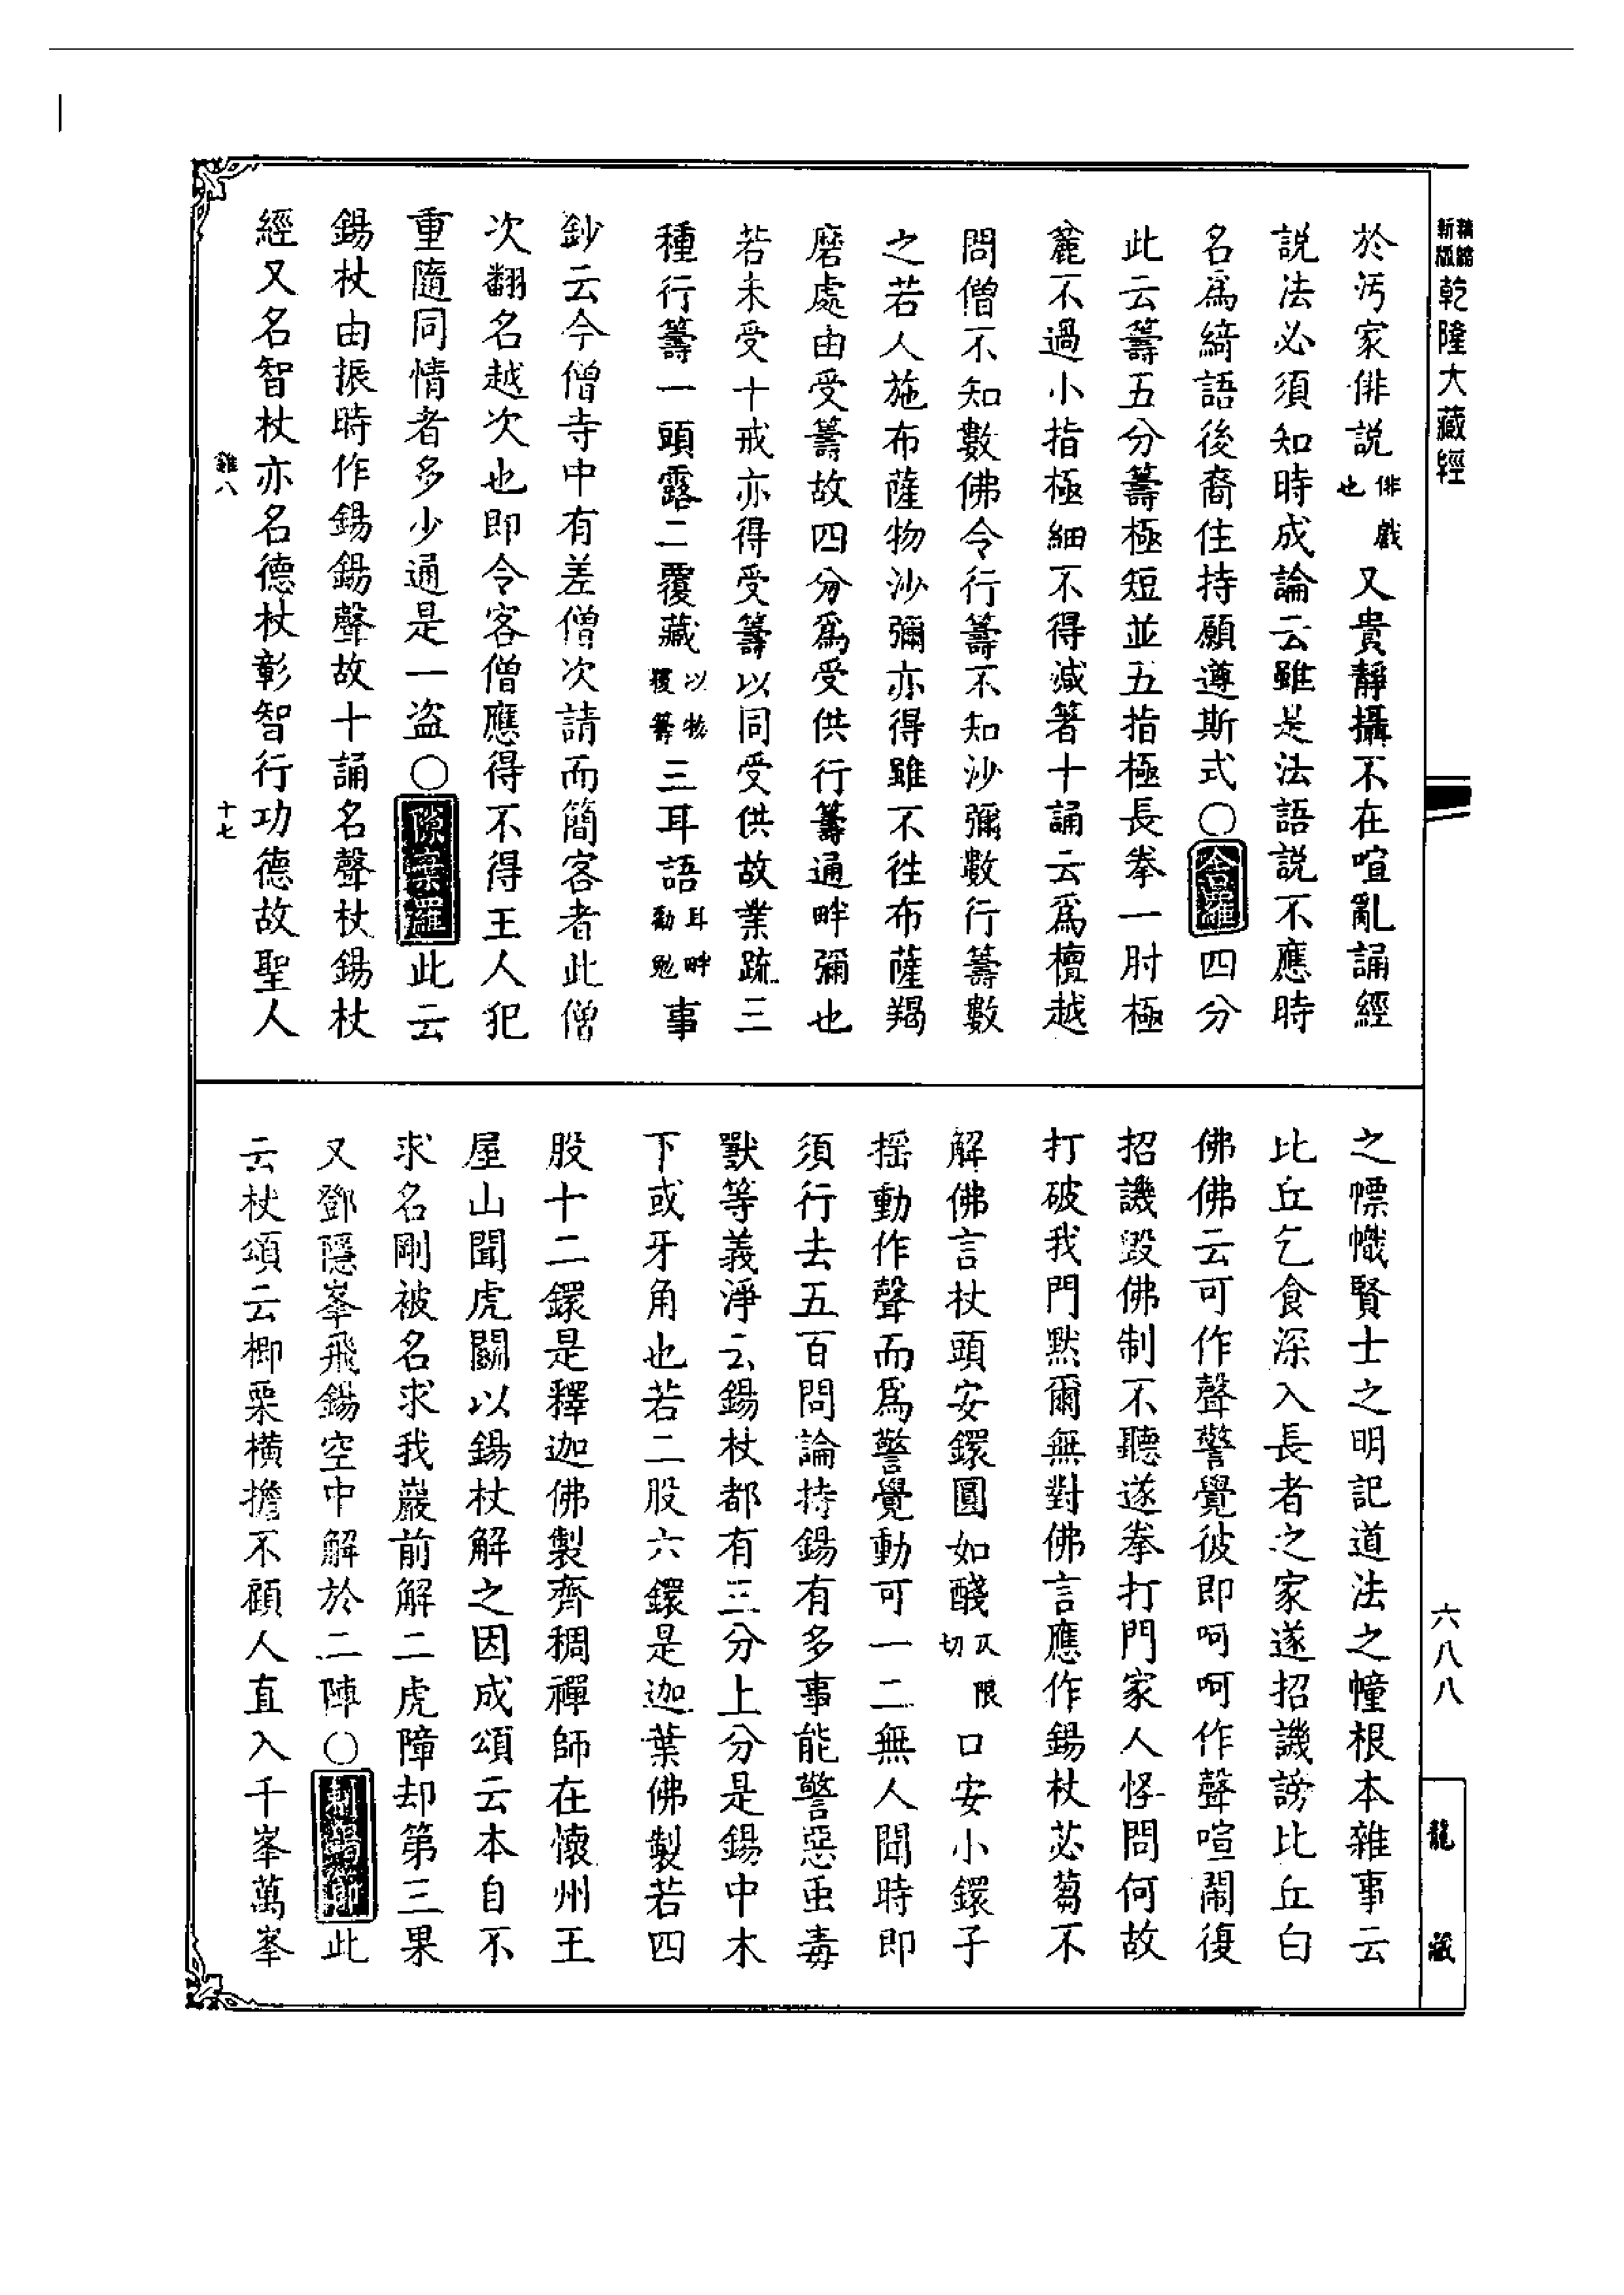 新版
乾隆大藏經
於汚家俳説俳戲也又貴靜攝不在喧亂誦經
説法必須知時成論云雖是法語説不應時
名爲綺語後裔住持願遵斯式○舍羅四分
此云籌五分籌極短並五指極長拳一肘極
麄不過小指極細不得減箸十誦云爲檀越
問僧不知數佛令行籌不知沙彌數行籌數
之若人施布薩物沙彌亦得雖不徃布薩羯
磨處由受籌故四分爲受供行籌通畔彌也
若未受十戒亦得受籌以同受供故業䟽三
種行籌一頭露二覆藏以物覆籌三耳語耳畔勸勉事
鈔云今僧寺中有差僧次請而簡客者此僧
次翻名越次也即令客僧應得不得王人犯
重隨同情者多少通是一盜○隙棄羅此云
錫杖由振時作錫錫聲故十誦名聲杖錫杖
經又名智杖亦名德杖彰智行功德故聖人
雞八
十七
之幖幟賢士之明記道法之幢根本雜事云
比丘乞食深入長者之家遂招譏謗比丘白
佛佛云可作聲警覺彼即呵呵作聲喧鬧復
招譏毀佛制不聽遂拳打門家人怪問何故
打破我門默爾無對佛言應作錫杖苾芻不
解佛言杖頭安鐶圓如醆仄限切口安小鐶子
揺動作聲而爲警覺動可一二無人聞時即
須行去五百問論持錫有多事能警惡䖝毒
獸等義淨云錫杖都有三分上分是錫中木
下或牙角也若二股六鐶是迦葉佛製若四
股十二鐶是釋迦佛製齊稠禪師在懷州王
屋山聞虎鬬以錫杖解之因成頌云本自不
求名剛被名求我巖前解二虎障却第三果
又鄧隱峯飛錫空中解於二陣○剌竭節此
云杖頌云楖栗橫擔不顧人直入千峯萬峯
六八八
龍藏